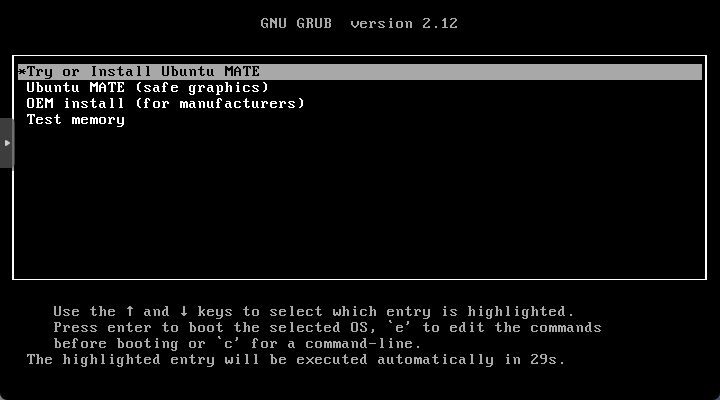 GNU GRUB  version 2.12
*Try or Install Ubuntu MATE
Ubuntu MATE (safe graphics)
OEM install (for manufacturers)
Test memory
Use the ↑ and ↓ keys to select which entry is highlighted.
Press enter to boot the selected OS, `e' to edit the commands
before booting or `c' for a command-line.
The highlighted entry will be executed automatically in 29s.